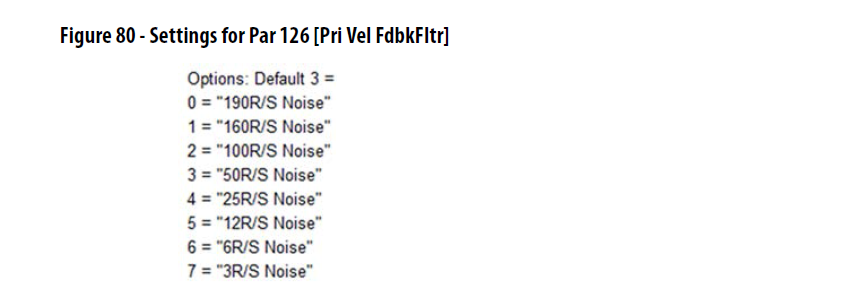 Figure 80 - Settings for Par 126 [Pri Vel FdbkFltr]
Options: Default 3 =
0 = "190R/S Noise"
1 = "160R/S Noise"
2 = "100R/S Noise"
3 = "50R/S Noise"
4 = "25R/S Noise"
5 = "12R/S Noise"
6 = "6R/S Noise"
7 = "3R/S Noise"